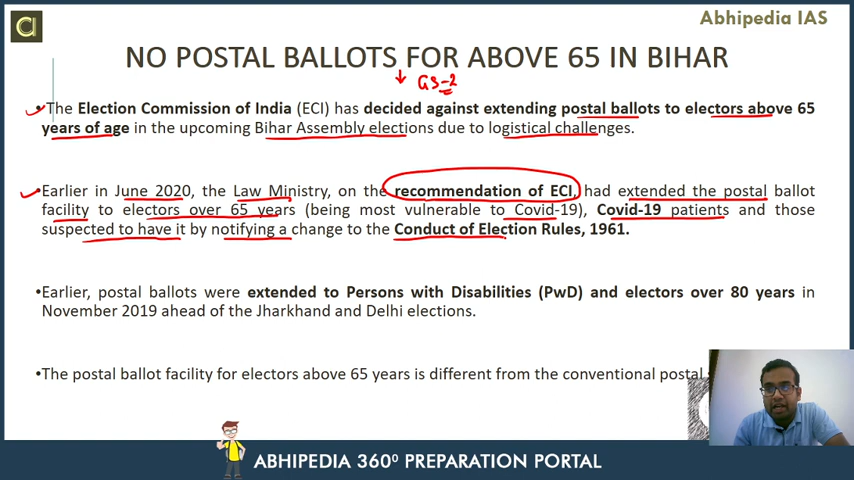 Abhipedia IAS
NO POSTAL BALLOTS FOR ABOVE 65 IN BIHAR
GS-2
•The Election Commission of India (ECI) has decided against extending postal ballots to electors above 65
years of age in the upcoming Bihar Assembly elections due to logistical challenges.
•Earlier in June 2020, the Law Ministry, on the recommendation of ECI, had extended the postal ballot
facility to electors over 65 years (being most vulnerable to Covid-19), Covid-19 patients and those
suspected to have it by notifying a change to the Conduct of Election Rules, 1961.
•Earlier, postal ballots were extended to Persons with Disabilities (PwD) and electors over 80 years in
November 2019 ahead of the Jharkhand and Delhi elections.
•The postal ballot facility for electors above 65 years is different from the conventional postal
ABHIPEDIA 360⁰ PREPARATION PORTAL